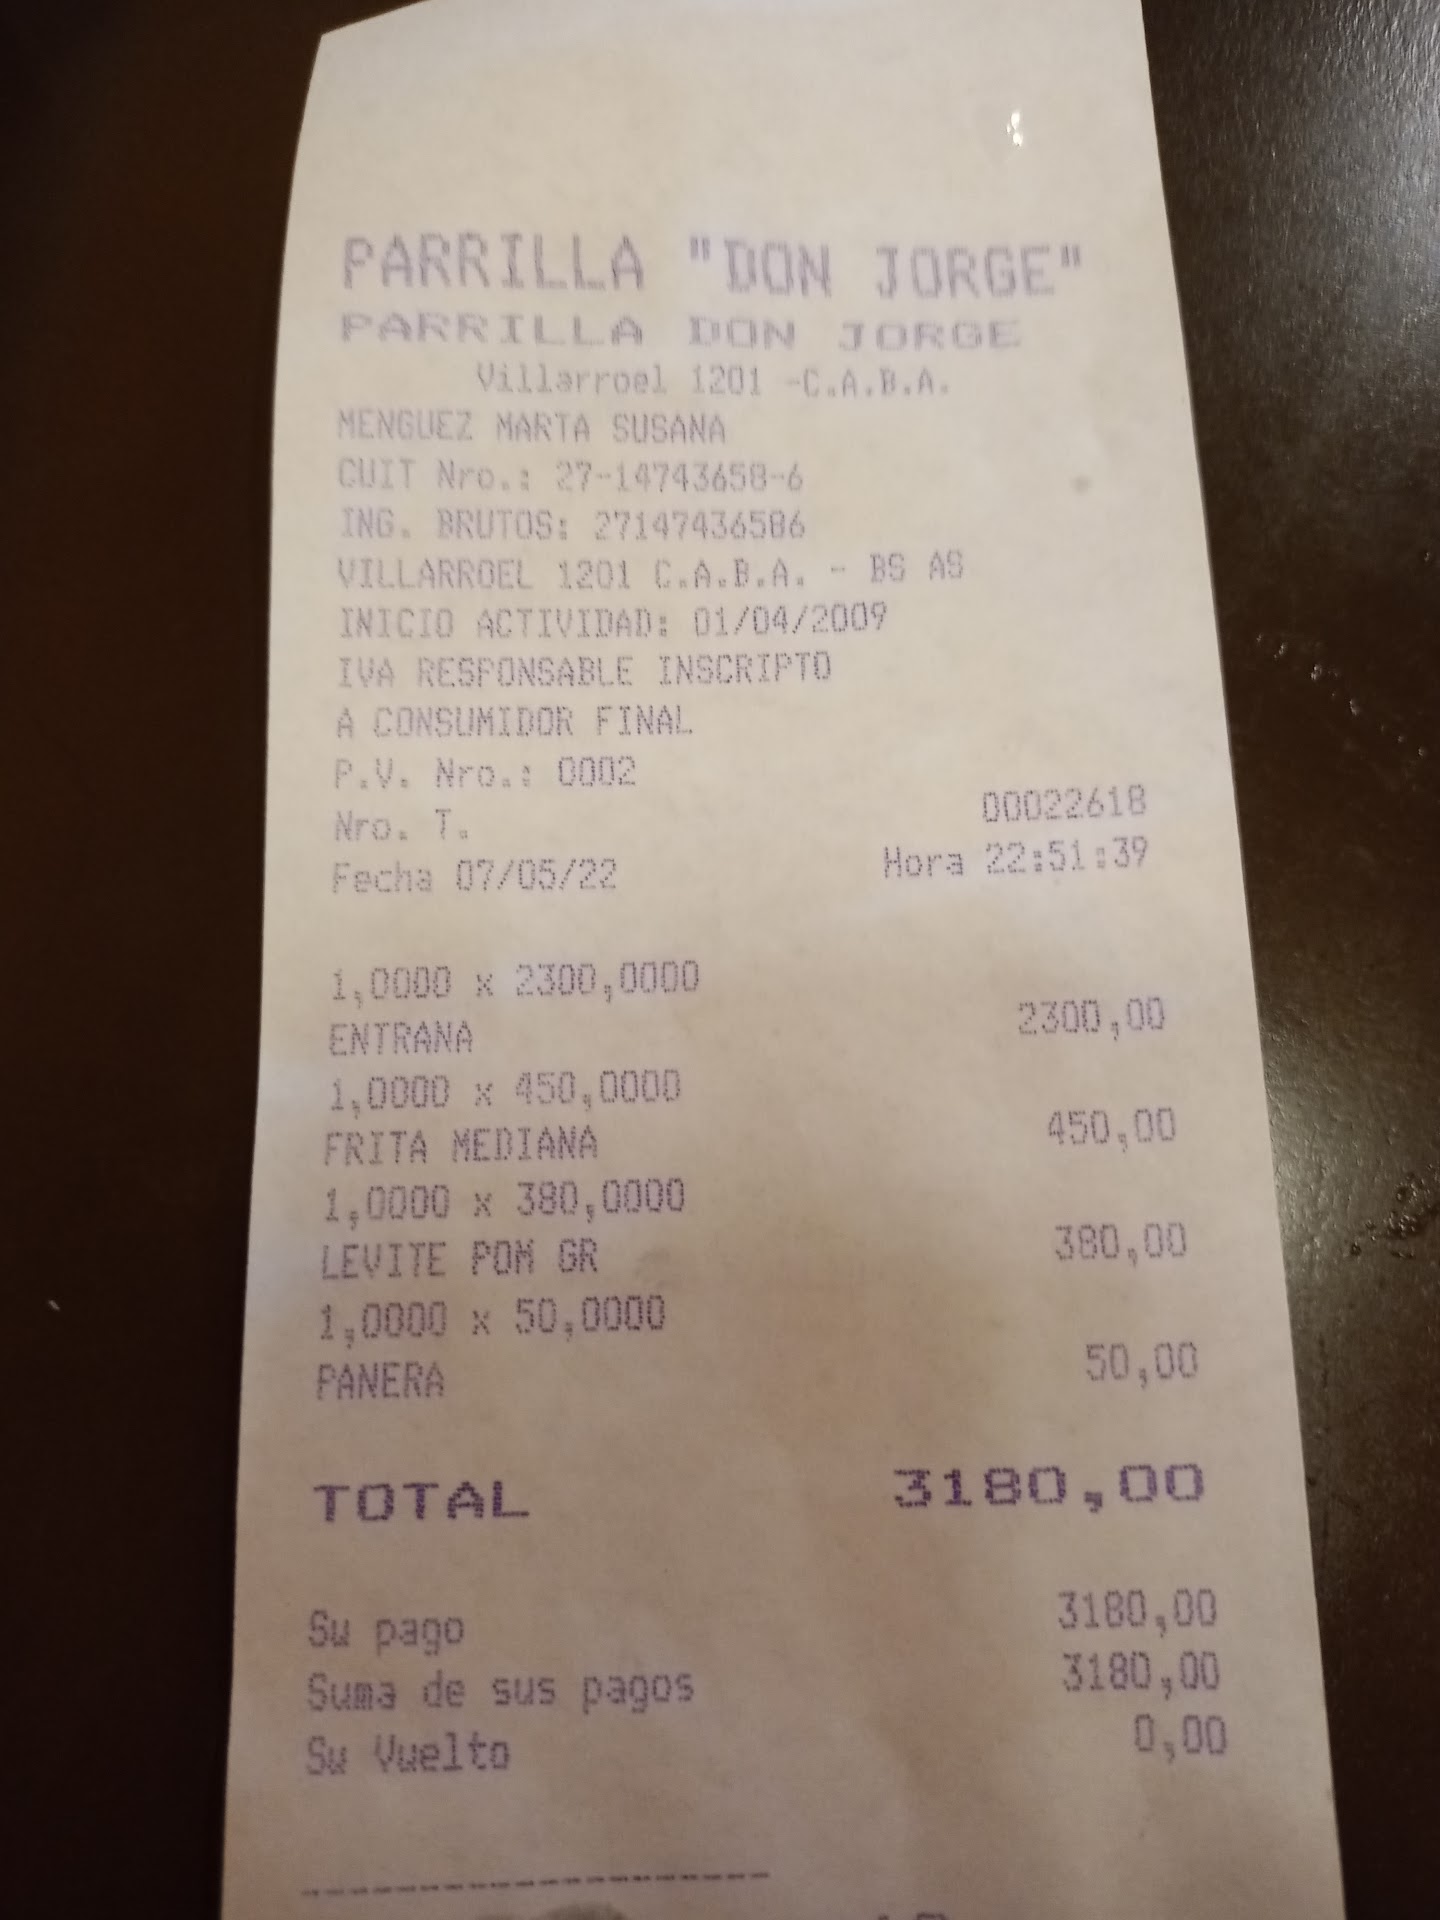 PARRILLA "DON JORGE"
PARRILLA DON JORGE
Villarroel 1201 -C.A.B.A.
MENGUEZ MARTA SUSANA
CUIT Nro.: 27-14743658-6
ING. BRUTOS: 27147436586
VILLARROEL 1201 C.A.B.A. - BS AS
INICIO ACTIVIDAD: 01/04/2009
IVA RESPONSABLE INSCRIPTO
A CONSUMIDOR FINAL
P.V. Nro.: 0002
Nro. T. 00022618
Fecha 07/05/22 Hora 22:51:39
1,0000 x 2300,0000
ENTRANA 2300,00
1,0000 x 450,0000
FRITA MEDIANA 450,00
1,0000 x 380,0000
LEVITE POM GR 380,00
1,0000 x 50,0000
PANERA 50,00
TOTAL 3180,00
Su pago 3180,00
Suma de sus pagos 3180,00
Su Vuelto 0,00